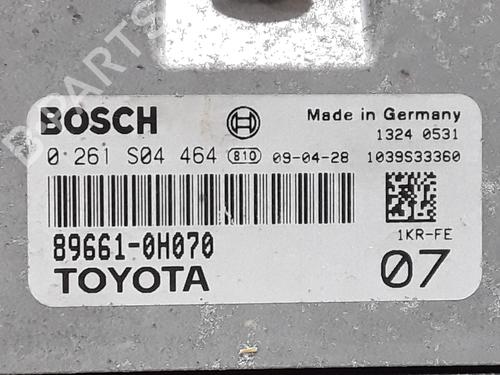 B-PARTS
BOSCH
Made in Germany
1324 0531
0 261 S04 464 810 09-04-28 1039S33360
89661-0H070
1KR-FE
TOYOTA
07